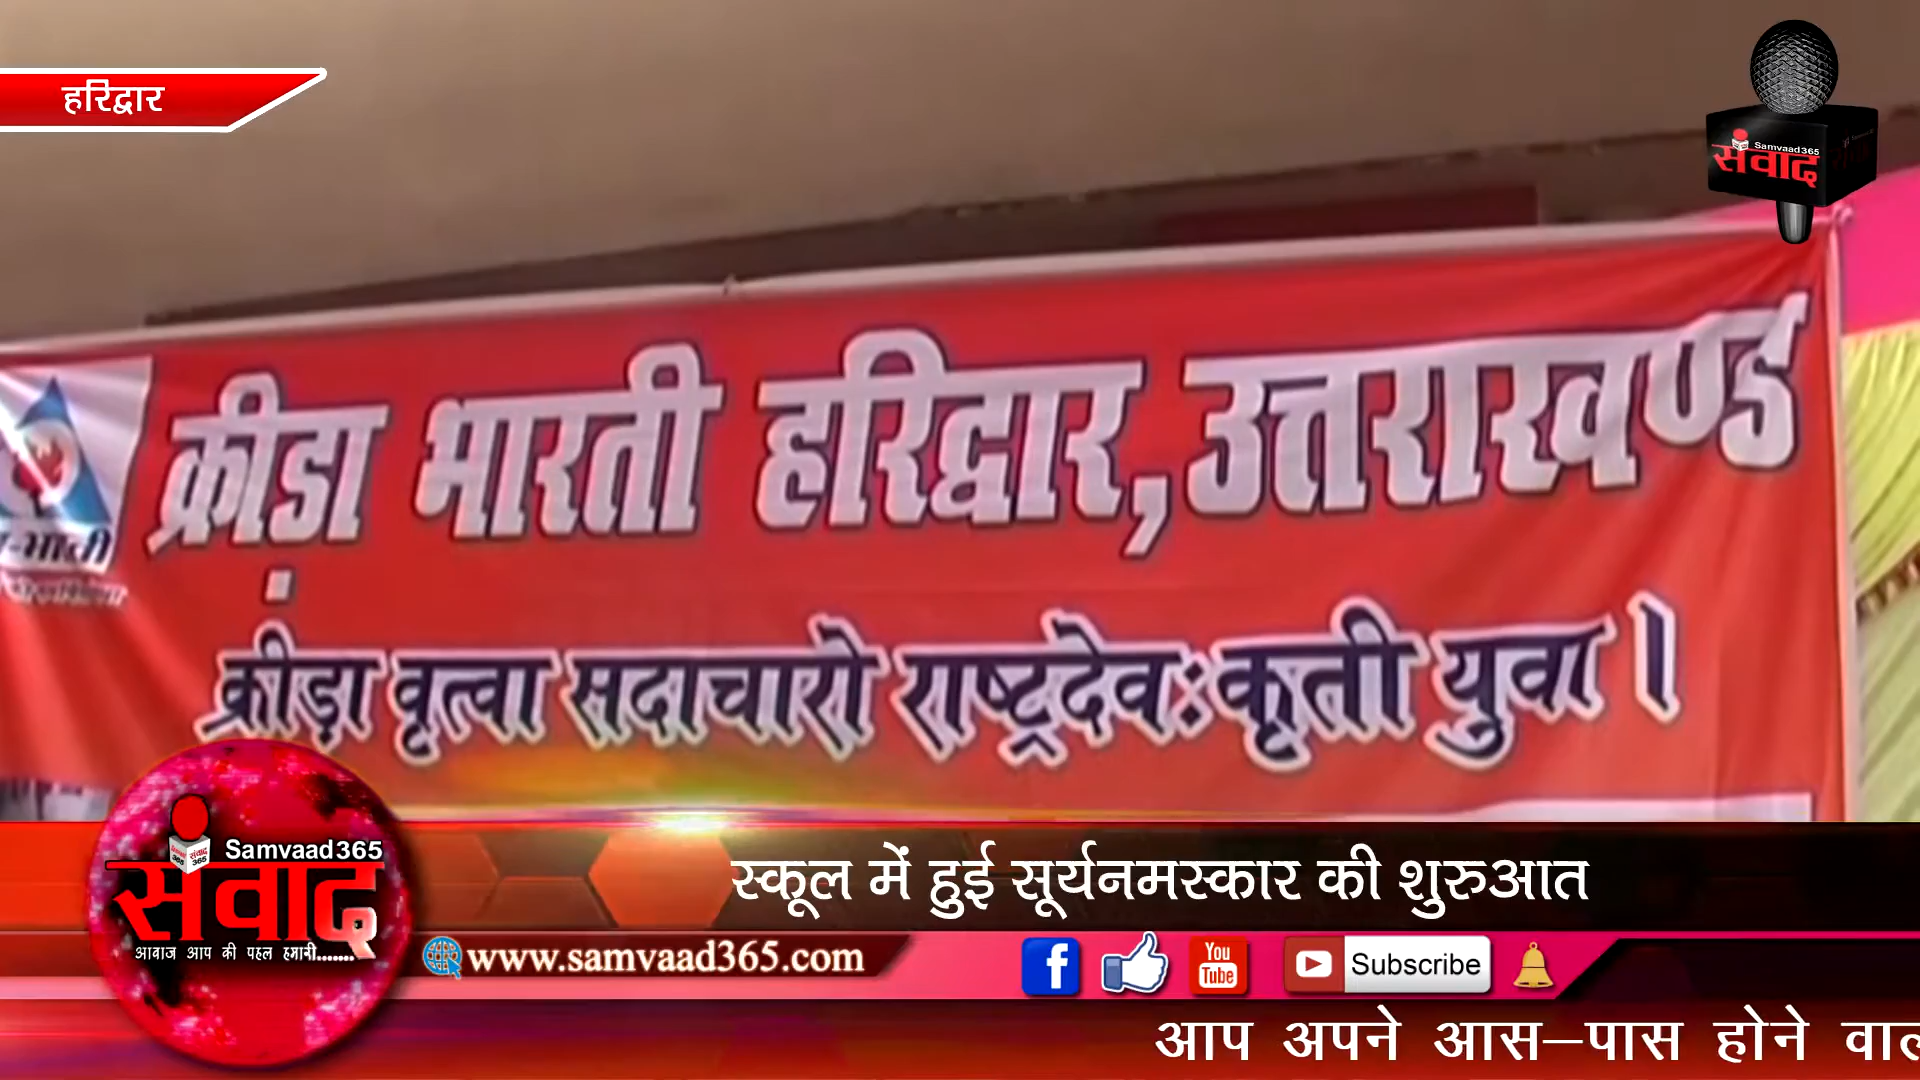 हरिद्वार
Samvaad365
संवाद
क्रीड़ा भारती हरिद्वार, उत्तराखण्ड
क्रीड़ा वृत्वा सदाचारो राष्ट्रदेवः कृती युवा ।
Samvaad365
संवाद
आवाज आप की पहल हमारी.......
स्कूल में हुई सूर्यनमस्कार की शुरुआत
www.samvaad365.com
You Tube
Subscribe
आप अपने आस–पास होने